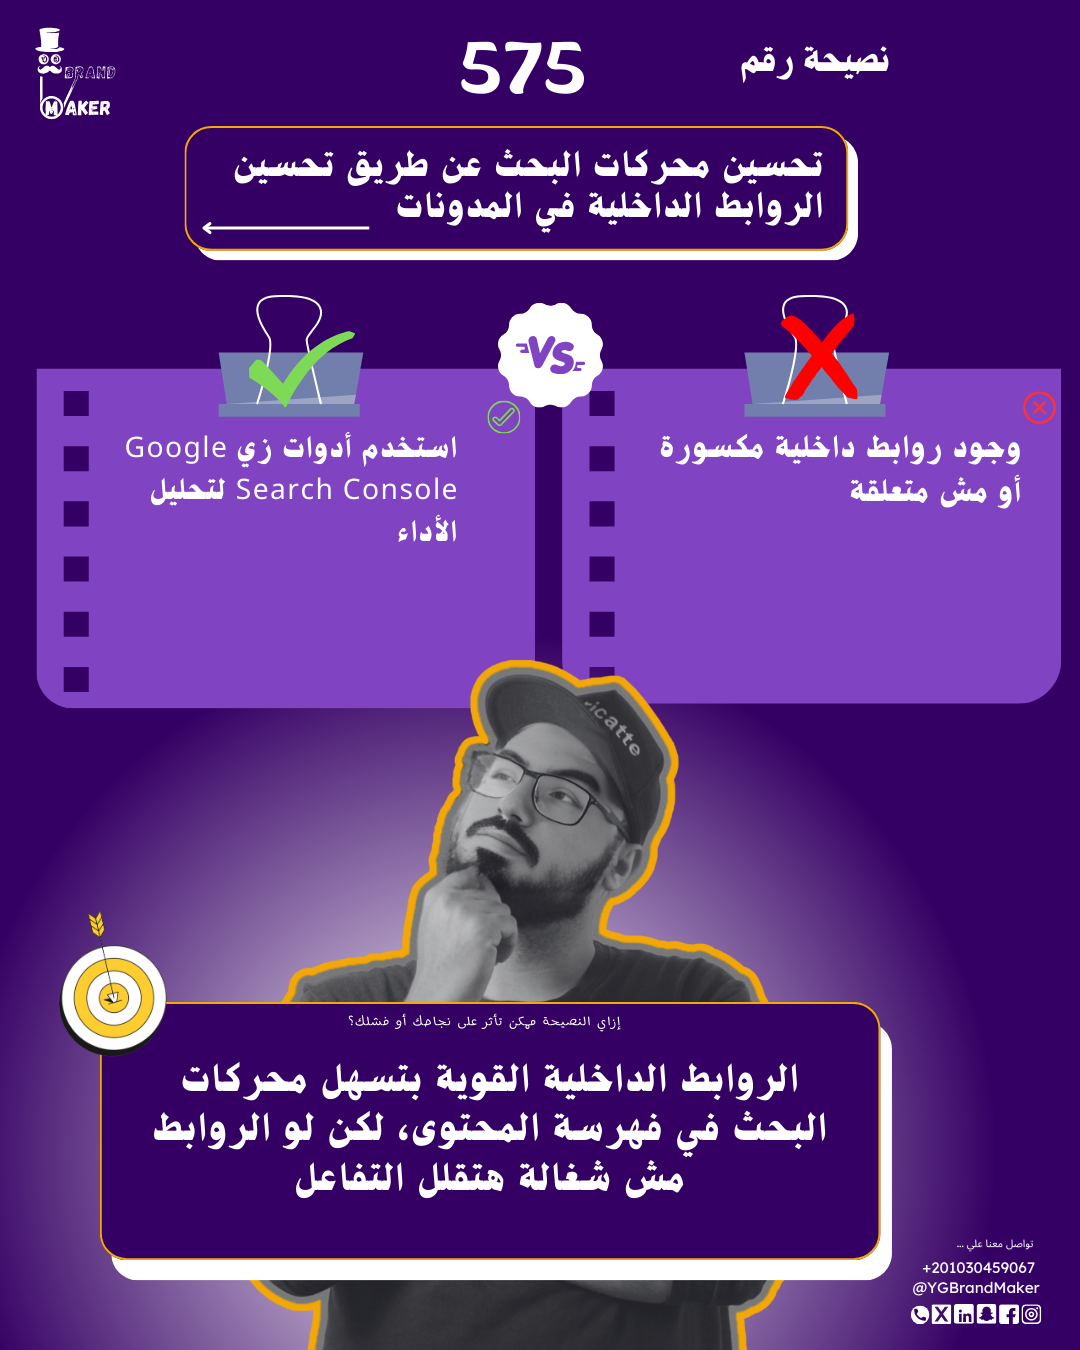 BRAND
MAKER
نصيحة رقم
575
تحسين محركات البحث عن طريق تحسين
الروابط الداخلية في المدونات
VS
وجود روابط داخلية مكسورة
أو مش متعلقة
استخدم أدوات زي Google
Search Console لتحليل
الأداء
icatte
إزاي النصيحة ممكن تأثر على نجاحك أو فشلك؟
الروابط الداخلية القوية بتسهل محركات
البحث في فهرسة المحتوى، لكن لو الروابط
مش شغالة هتقلل التفاعل
تواصل معنا علي ...
+201030459067
@YGBrandMaker